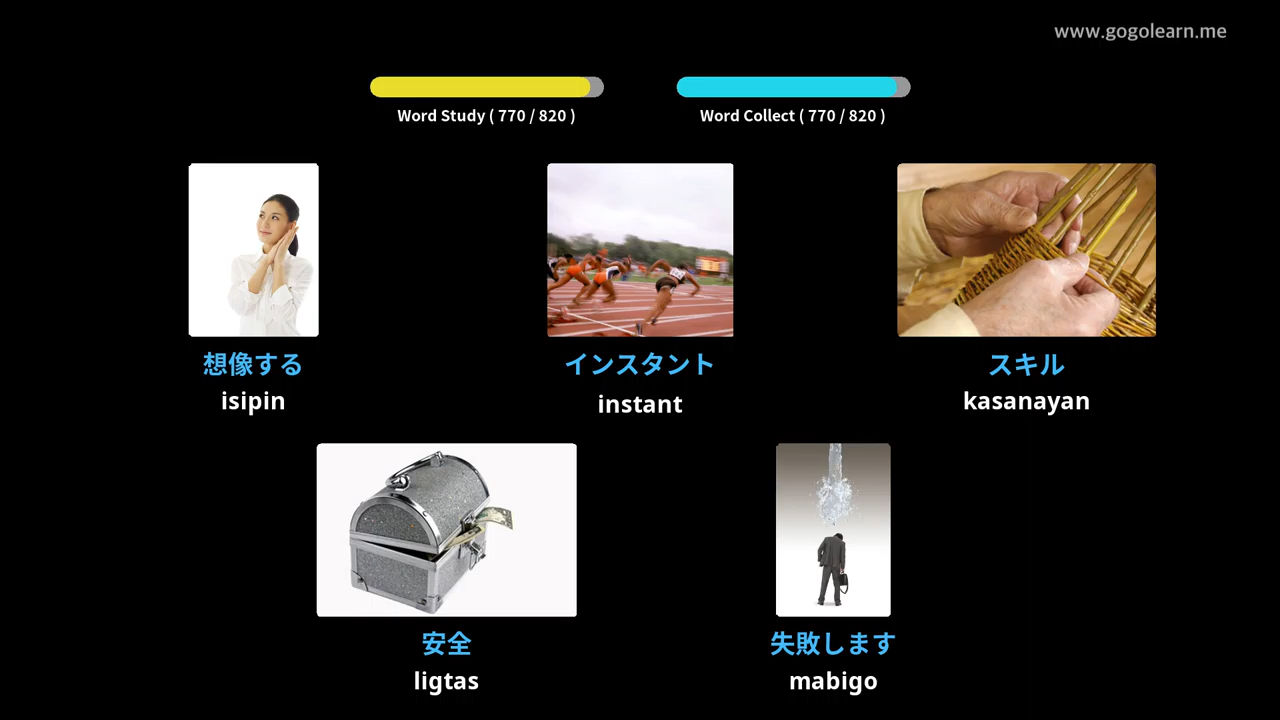 www.gogolearn.me
Word Study ( 770 / 820 )
Word Collect ( 770 / 820 )
想像する
isipin
インスタント
instant
スキル
kasanayan
安全
ligtas
失敗します
mabigo